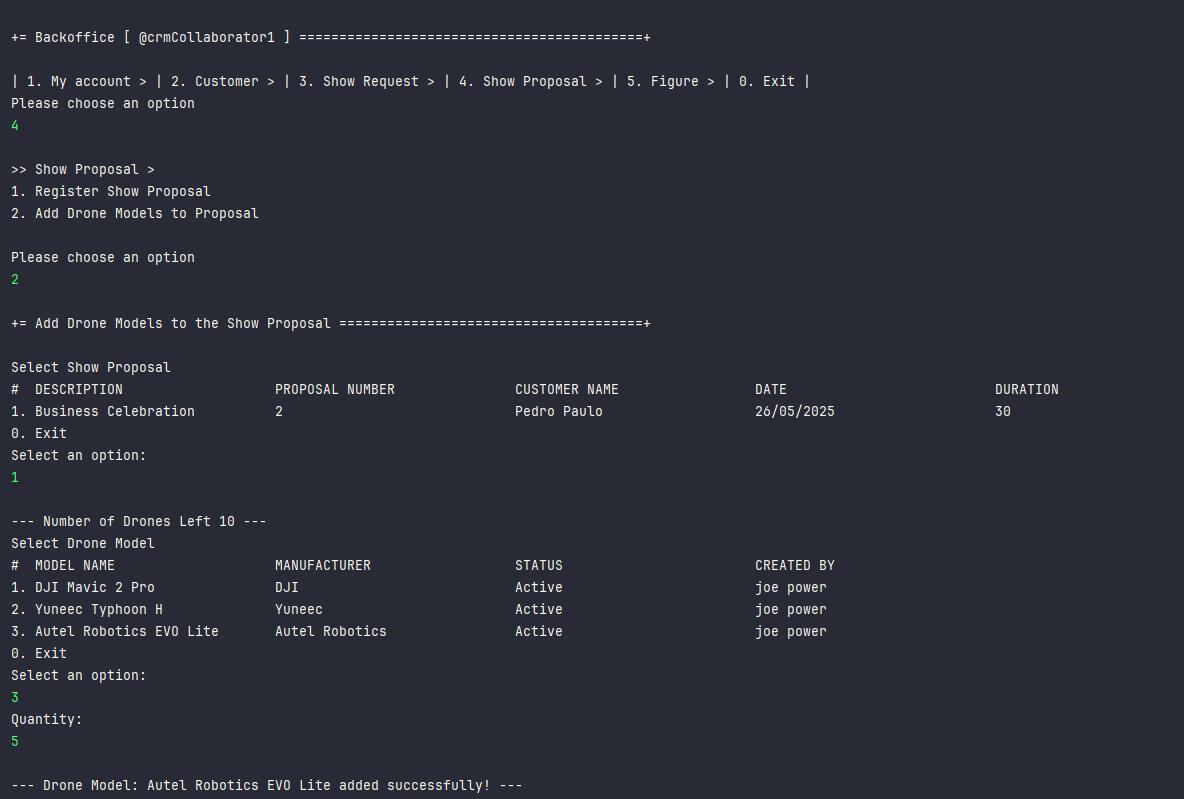 += Backoffice [ @crmCollaborator1 ] ===========================================+
| 1. My account > | 2. Customer > | 3. Show Request > | 4. Show Proposal > | 5. Figure > | 0. Exit |
Please choose an option
4
>> Show Proposal >
1. Register Show Proposal
2. Add Drone Models to Proposal
Please choose an option
2
+= Add Drone Models to the Show Proposal ======================================+
Select Show Proposal
#  DESCRIPTION                   PROPOSAL NUMBER               CUSTOMER NAME                 DATE                          DURATION
1. Business Celebration          2                             Pedro Paulo                   26/05/2025                    30
0. Exit
Select an option:
1
--- Number of Drones Left 10 ---
Select Drone Model
#  MODEL NAME                    MANUFACTURER                  STATUS                        CREATED BY
1. DJI Mavic 2 Pro               DJI                           Active                        joe power
2. Yuneec Typhoon H              Yuneec                        Active                        joe power
3. Autel Robotics EVO Lite       Autel Robotics                Active                        joe power
0. Exit
Select an option:
3
Quantity:
5
--- Drone Model: Autel Robotics EVO Lite added successfully! ---